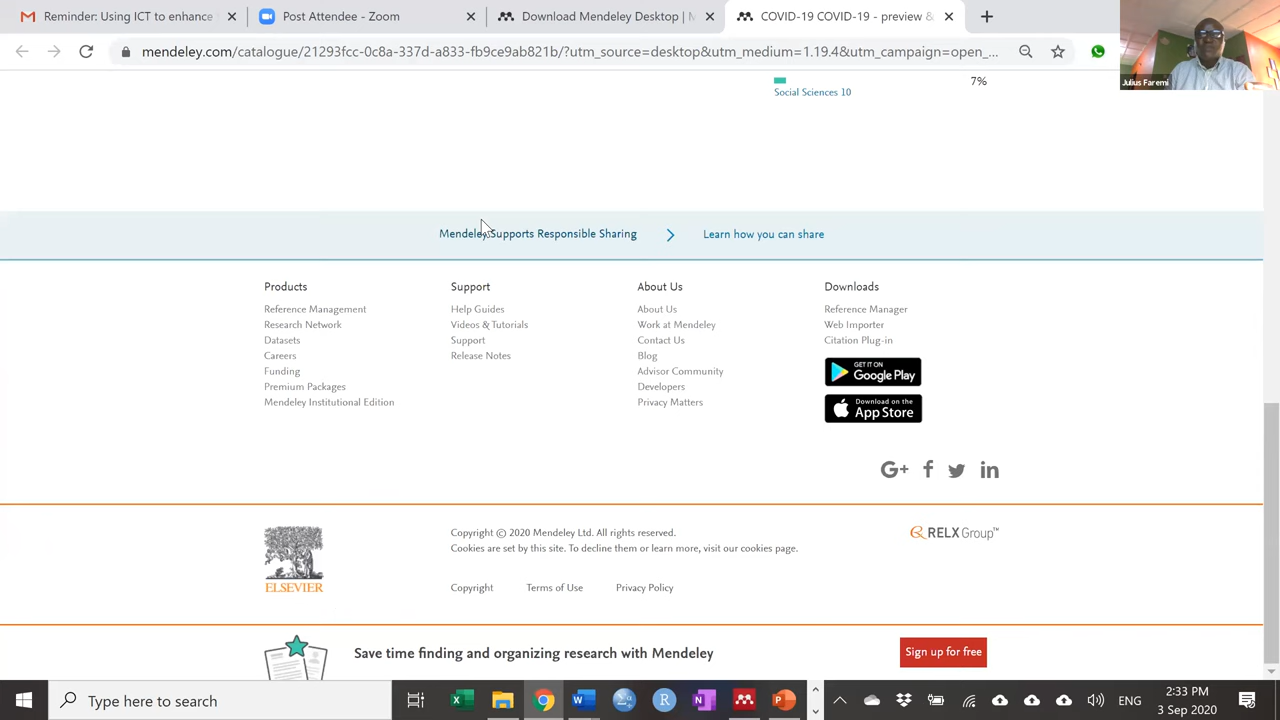 Reminder: Using ICT to enhance
Post Attendee - Zoom
Download Mendeley Desktop | M
COVID-19 COVID-19 - preview &
mendeley.com/catalogue/21293fcc-0c8a-337d-a833-fb9ce9ab821b/?utm_source=desktop&utm_medium=1.19.4&utm_campaign=open_...
Julius Faremi
7%
Social Sciences 10
Mendeley Supports Responsible Sharing
Learn how you can share
Products
Reference Management
Research Network
Datasets
Careers
Funding
Premium Packages
Mendeley Institutional Edition
Support
Help Guides
Videos & Tutorials
Support
Release Notes
About Us
About Us
Work at Mendeley
Contact Us
Blog
Advisor Community
Developers
Privacy Matters
Downloads
Reference Manager
Web Importer
Citation Plug-in
GET IT ON
Google Play
Download on the
App Store
G+ f in
ELSEVIER
Copyright © 2020 Mendeley Ltd. All rights reserved.
Cookies are set by this site. To decline them or learn more, visit our cookies page.
Copyright
Terms of Use
Privacy Policy
RELX Group™
Save time finding and organizing research with Mendeley
Sign up for free
Type here to search
ENG
2:33 PM
3 Sep 2020